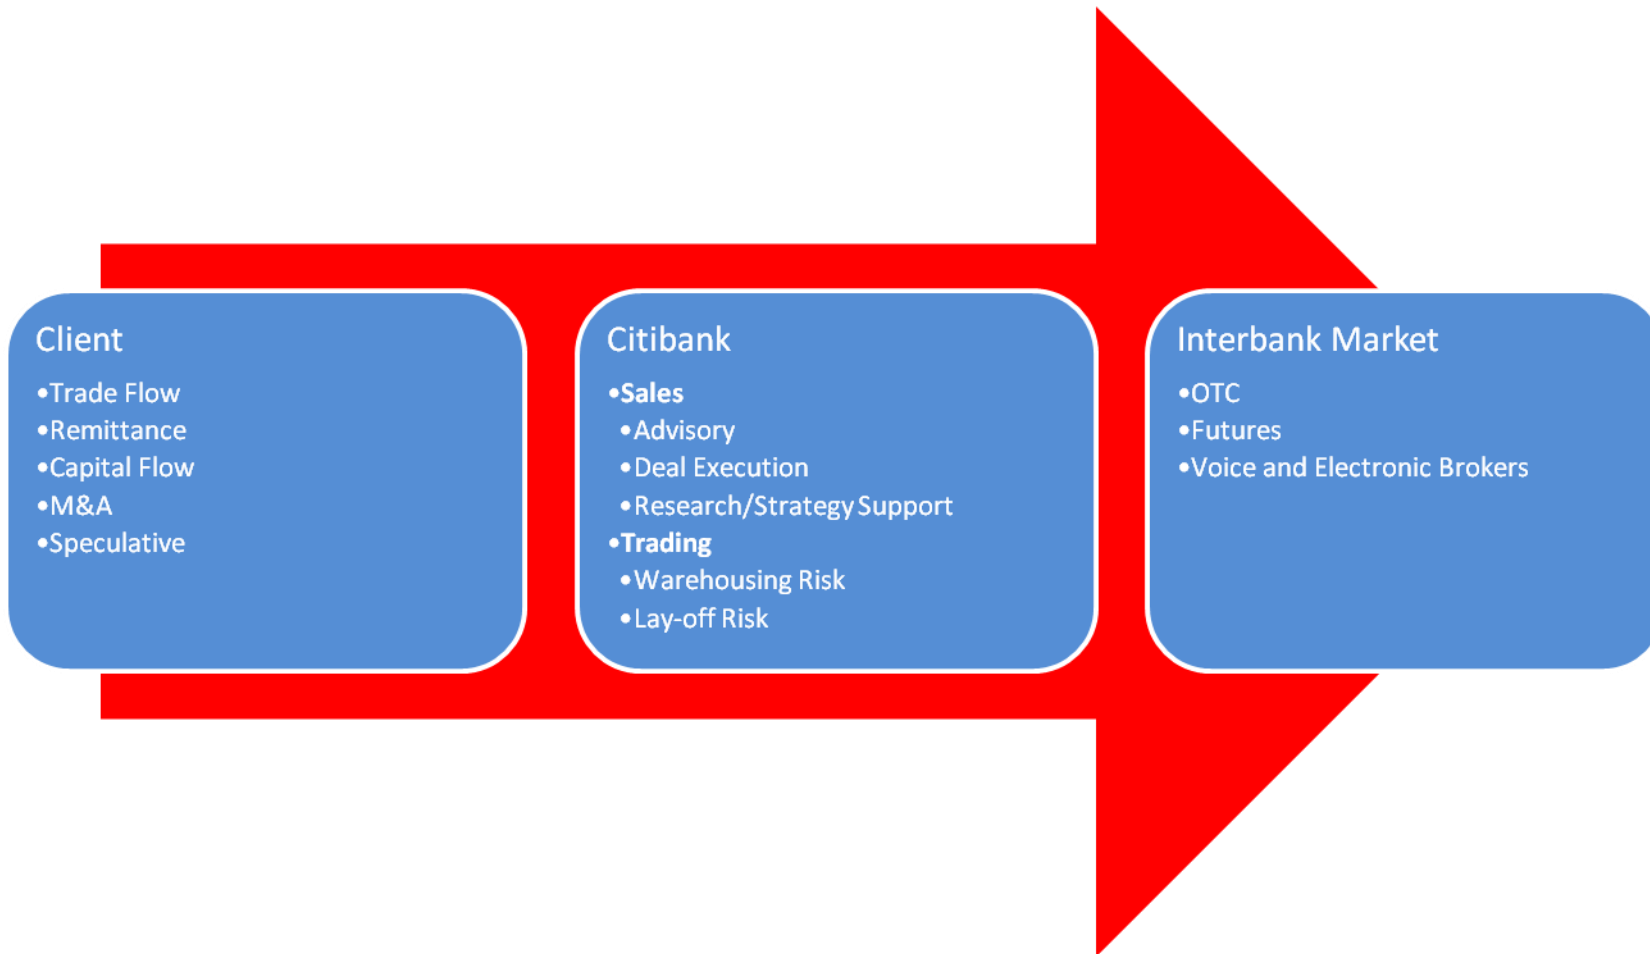 Client
•Trade Flow
•Remittance
•Capital Flow
•M&A
•Speculative
Citibank
•Sales
•Advisory
•Deal Execution
•Research/Strategy Support
•Trading
•Warehousing Risk
•Lay-off Risk
Interbank Market
•OTC
•Futures
•Voice and Electronic Brokers